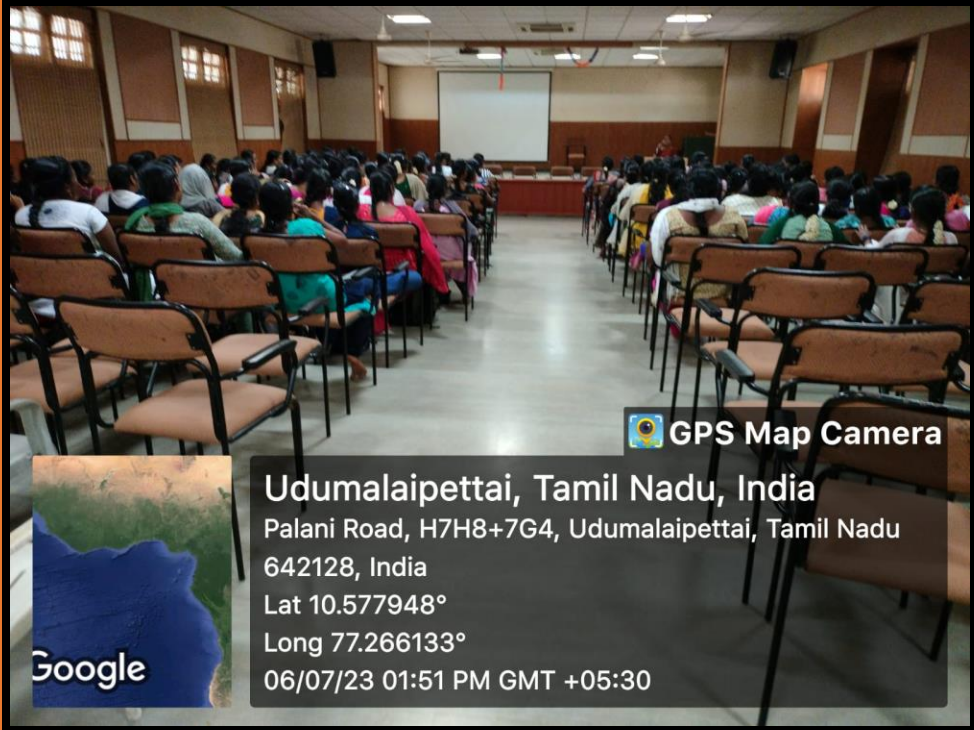 GPS Map Camera
Udumalaipettai, Tamil Nadu, India
Palani Road, H7H8+7G4, Udumalaipettai, Tamil Nadu
642128, India
Lat 10.577948°
Long 77.266133°
06/07/23 01:51 PM GMT +05:30
Google